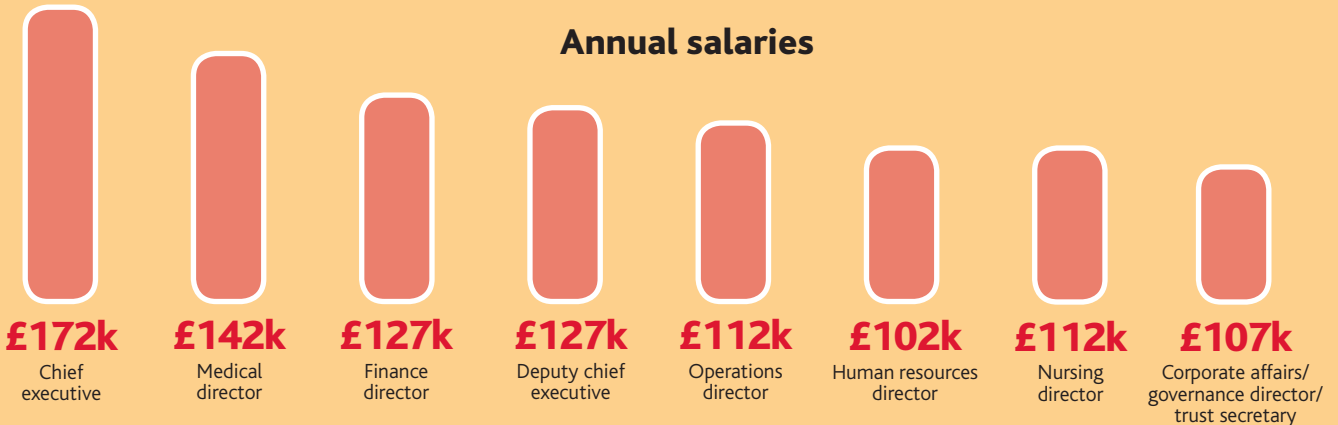 Annual salaries
£172k
Chief
executive
£142k
Medical
director
£127k
Finance
director
£127k
Deputy chief
executive
£112k
Operations
director
£102k
Human resources
director
£112k
Nursing
director
£107k
Corporate affairs/
governance director/
trust secretary